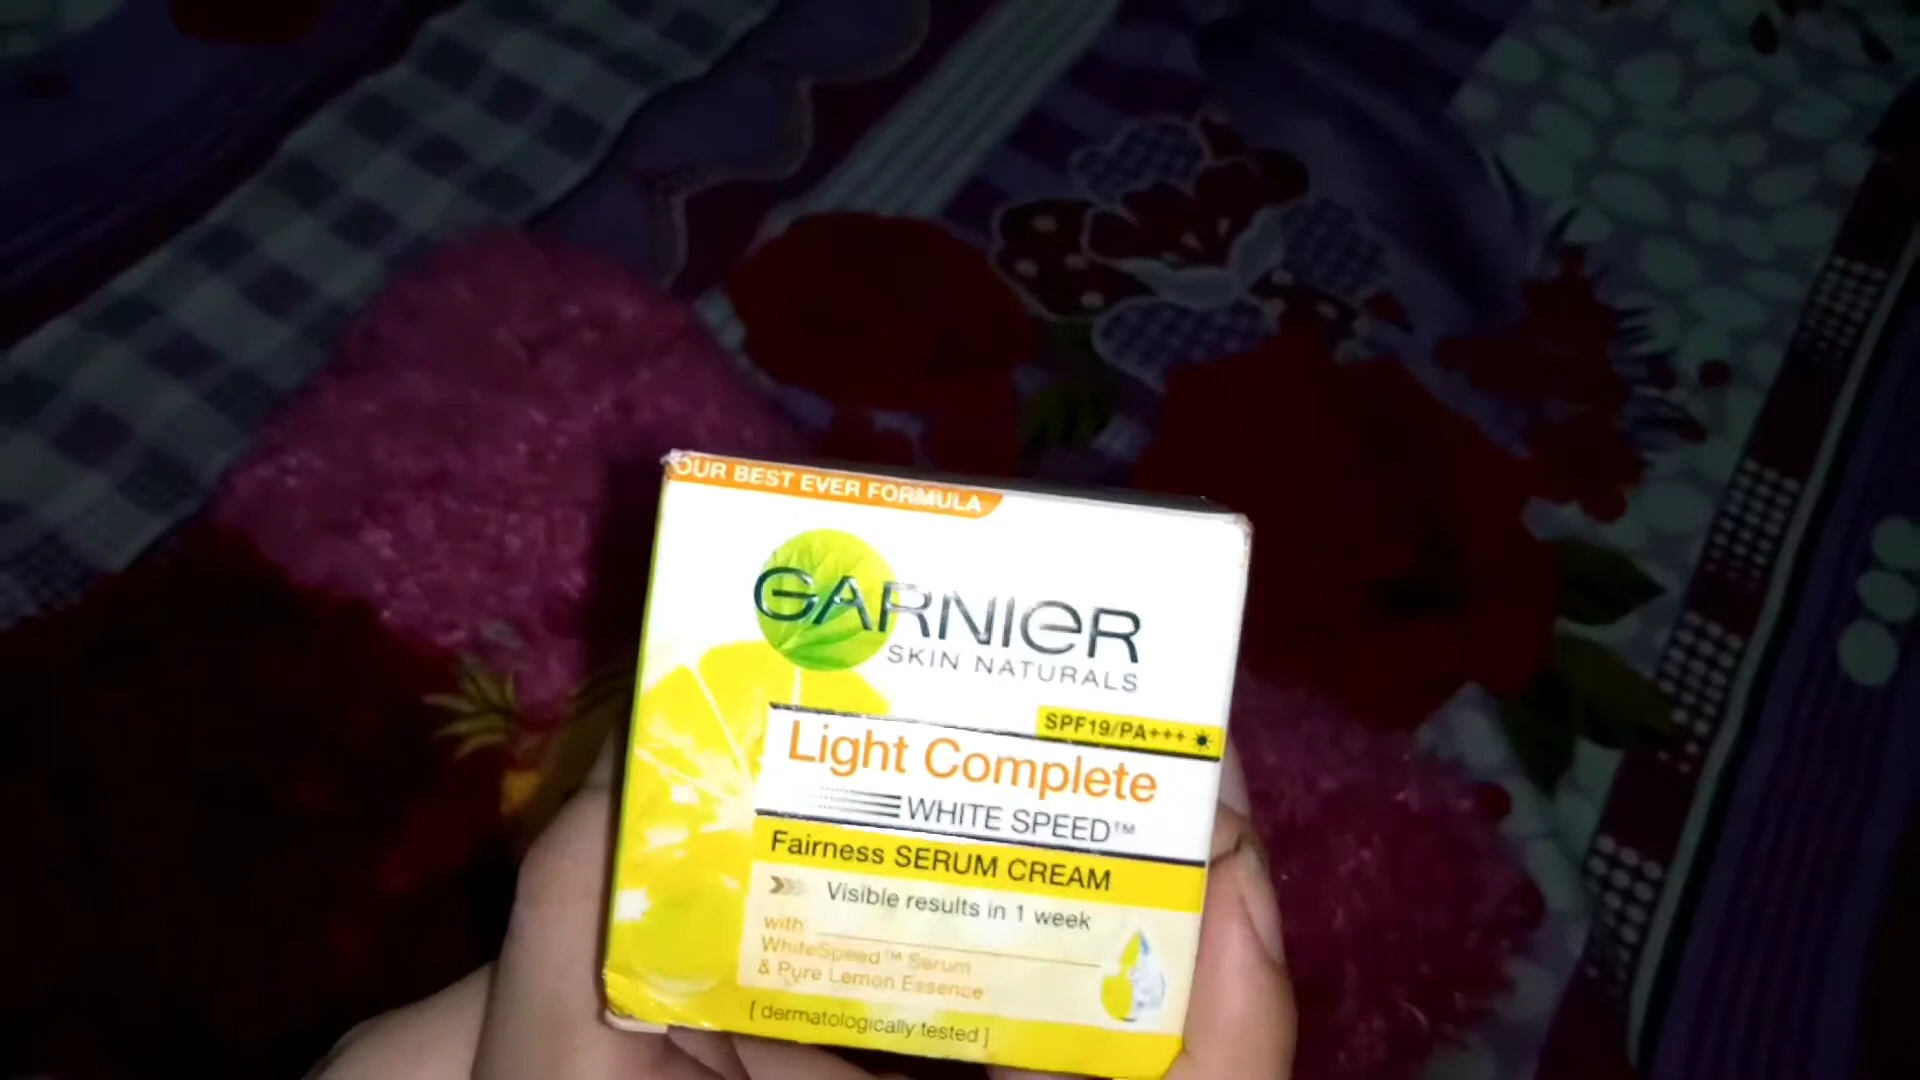 OUR BEST EVER FORMULA
GARNIER
SKIN NATURALS
SPF19/PA+++
Light Complete
WHITE SPEED™
Fairness SERUM CREAM
Visible results in 1 week
with
WhiteSpeed™ Serum
& Pure Lemon Essence
[ dermatologically tested ]